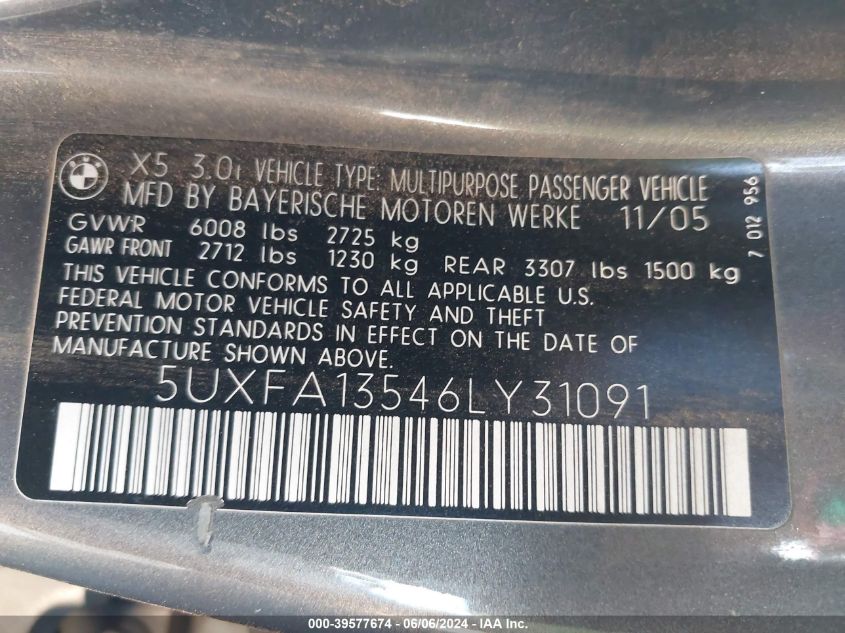 BMW
X5 3.0i VEHICLE TYPE: MULTIPURPOSE PASSENGER VEHICLE
MFD BY BAYERISCHE MOTOREN WERKE 11/05
GVWR 6008 lbs 2725 kg
GAWR FRONT 2712 lbs 1230 kg REAR 3307 lbs 1500 kg
THIS VEHICLE CONFORMS TO ALL APPLICABLE U.S.
FEDERAL MOTOR VEHICLE SAFETY AND THEFT
PREVENTION STANDARDS IN EFFECT ON THE DATE OF
MANUFACTURE SHOWN ABOVE.
5UXFA13546LY31091
7 012 956
000-39577674 / 06/06/2024 / IAA Inc.